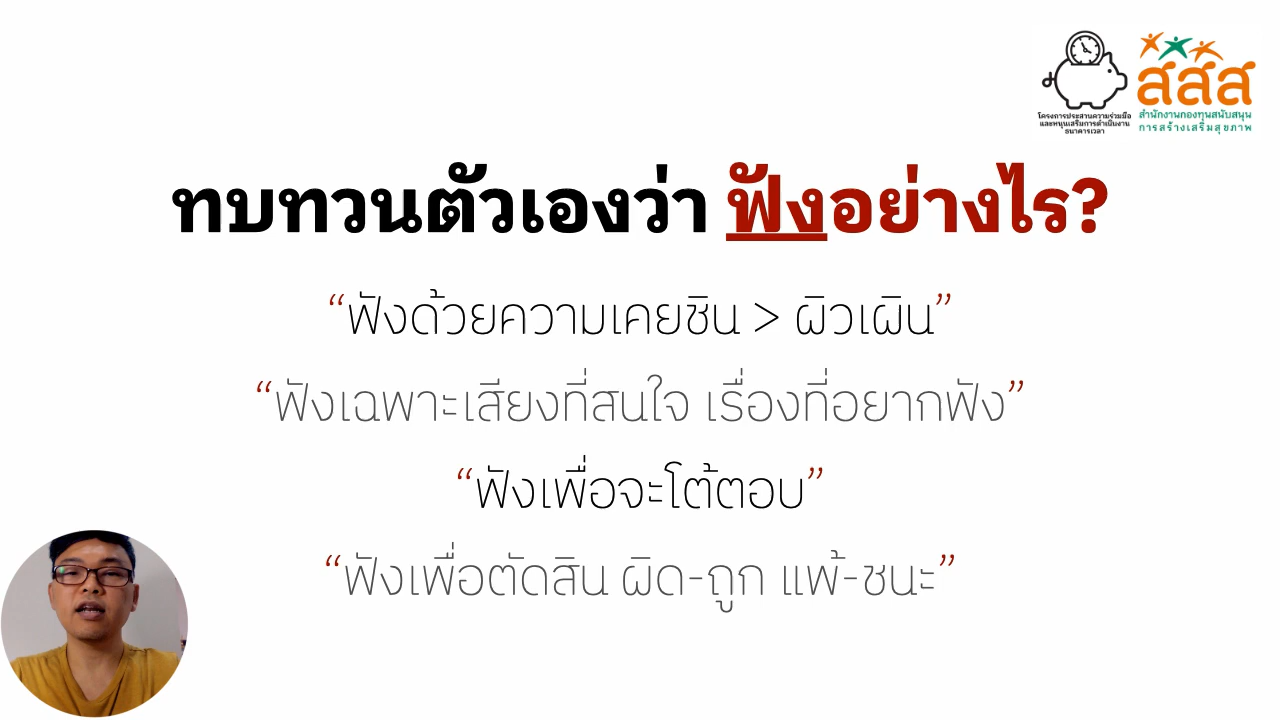 โครงการประสานความร่วมมือ
และหนุนเสริมการดำเนินงาน
ธนาคารเวลา
สสส
สำนักงานกองทุนสนับสนุน
การสร้างเสริมสุขภาพ
ทบทวนตัวเองว่า ฟังอย่างไร?
“ฟังด้วยความเคยชิน > ผิวเผิน”
“ฟังเฉพาะเสียงที่สนใจ เรื่องที่อยากฟัง”
“ฟังเพื่อจะโต้ตอบ”
“ฟังเพื่อตัดสิน ผิด-ถูก แพ้-ชนะ”